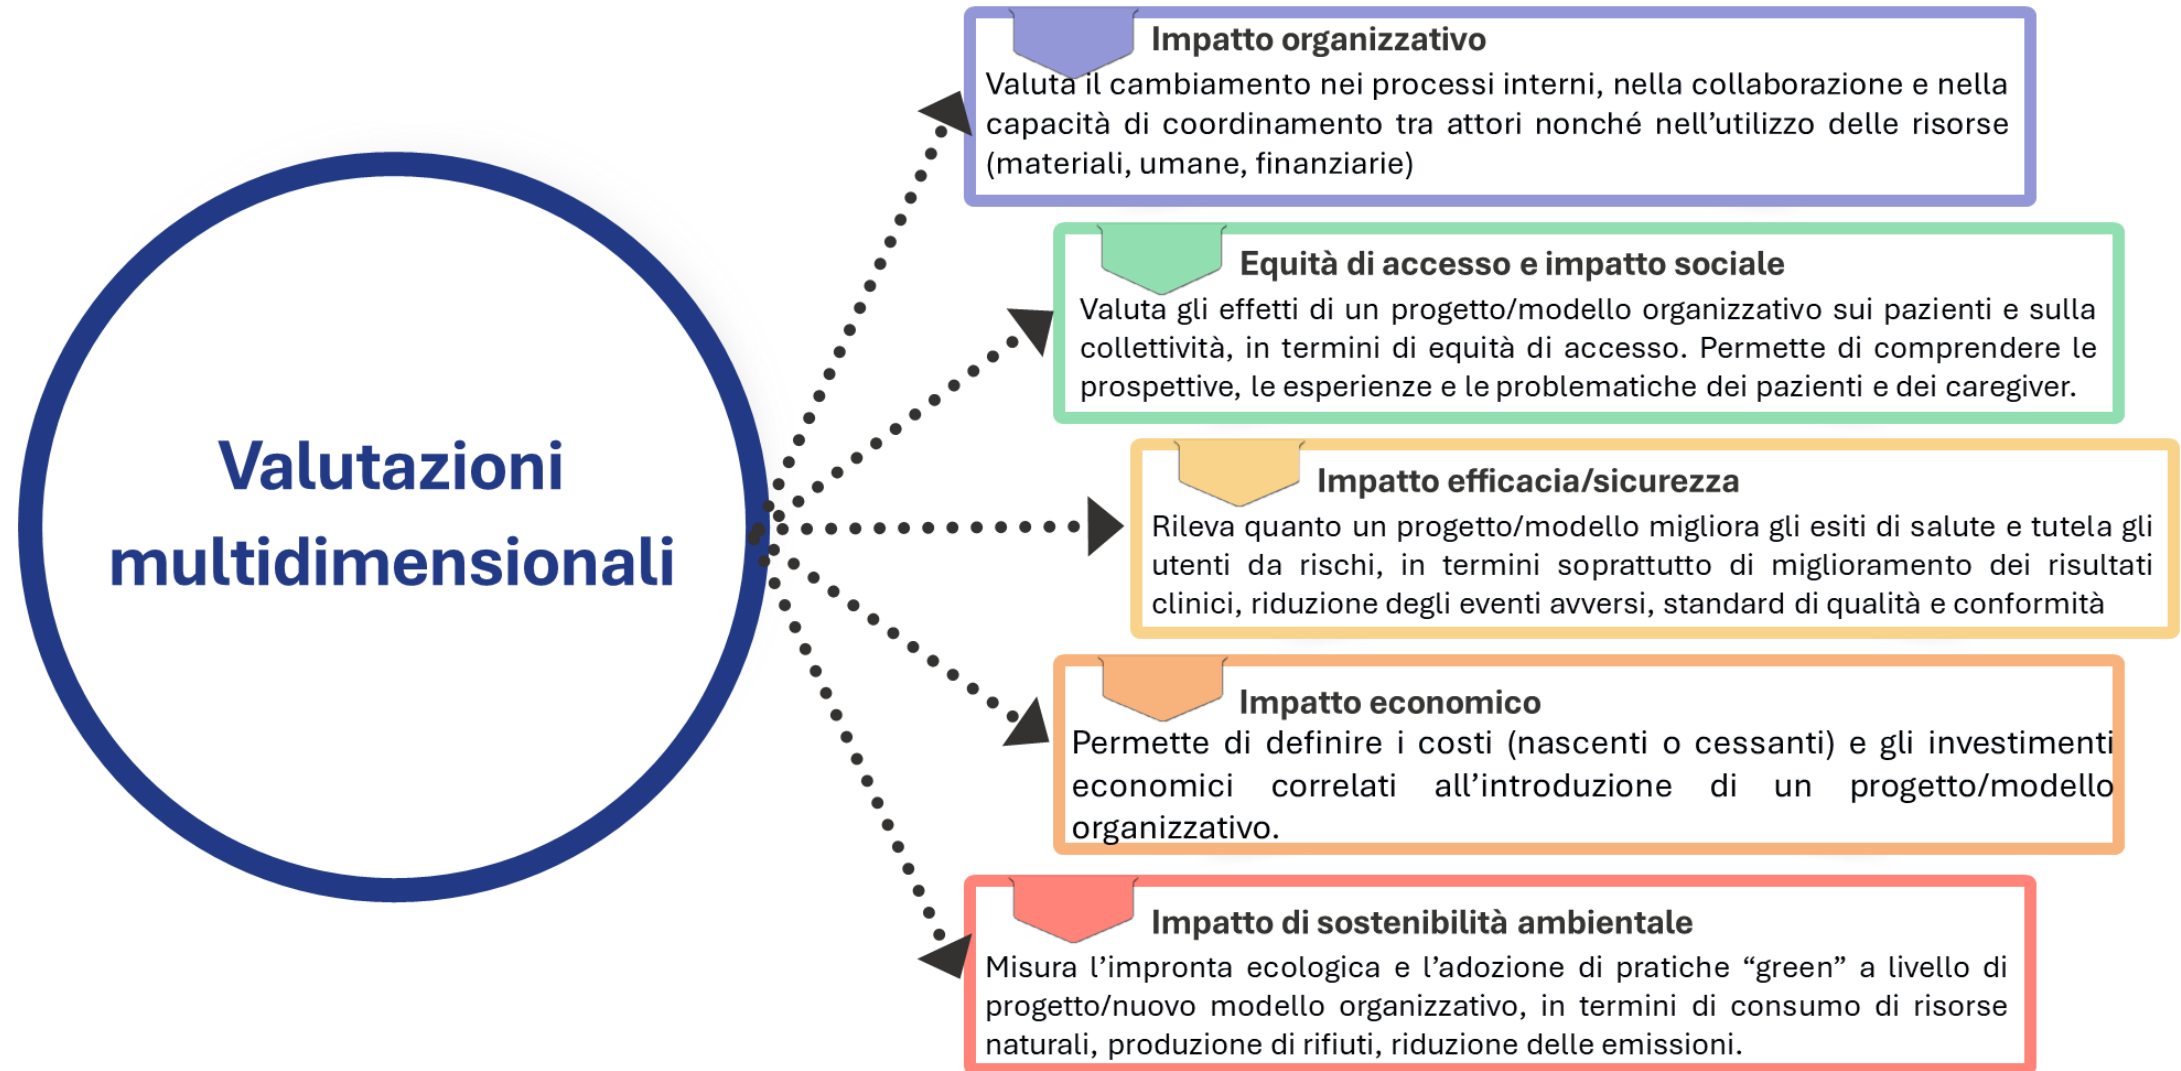 Valutazioni
multidimensionali
Impatto organizzativo
Valuta il cambiamento nei processi interni, nella collaborazione e nella
capacità di coordinamento tra attori nonché nell’utilizzo delle risorse
(materiali, umane, finanziarie)
Equità di accesso e impatto sociale
Valuta gli effetti di un progetto/modello organizzativo sui pazienti e sulla
collettività, in termini di equità di accesso. Permette di comprendere le
prospettive, le esperienze e le problematiche dei pazienti e dei caregiver.
Impatto efficacia/sicurezza
Rileva quanto un progetto/modello migliora gli esiti di salute e tutela gli
utenti da rischi, in termini soprattutto di miglioramento dei risultati
clinici, riduzione degli eventi avversi, standard di qualità e conformità
Impatto economico
Permette di definire i costi (nascenti o cessanti) e gli investimenti
economici correlati all’introduzione di un progetto/modello
organizzativo.
Impatto di sostenibilità ambientale
Misura l’impronta ecologica e l’adozione di pratiche “green” a livello di
progetto/nuovo modello organizzativo, in termini di consumo di risorse
naturali, produzione di rifiuti, riduzione delle emissioni.